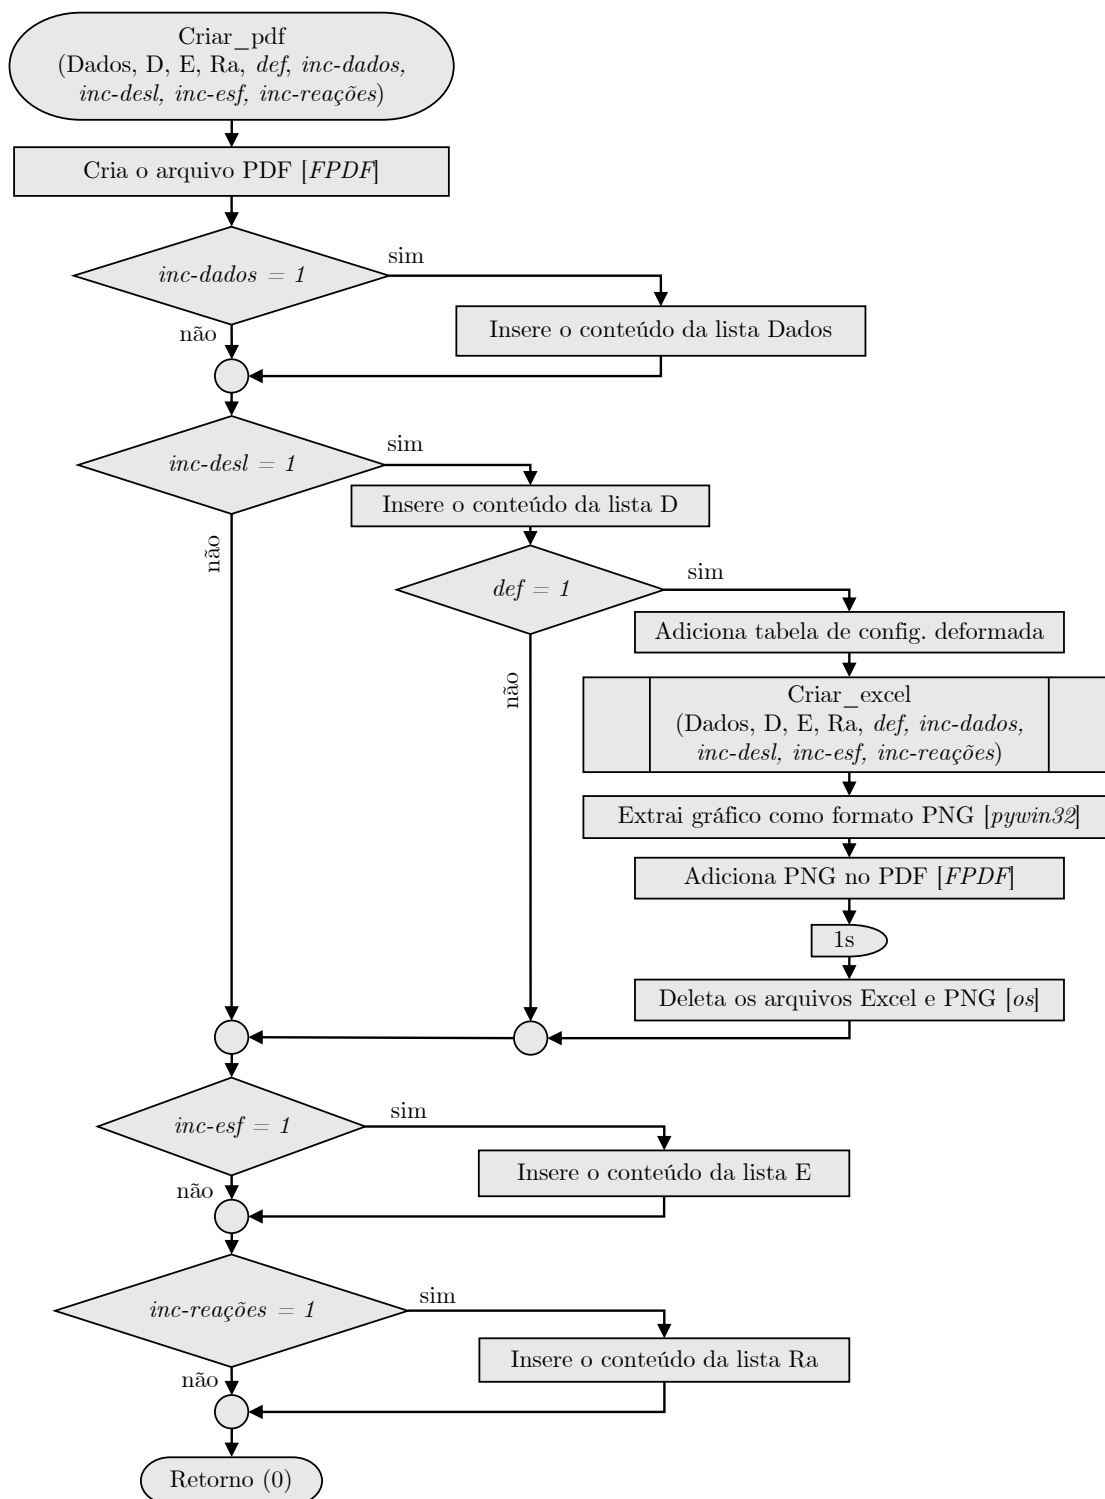 Criar_pdf
(Dados, D, E, Ra, def, inc-dados,
inc-desl, inc-esf, inc-reações)
Cria o arquivo PDF [FPDF]
inc-dados = 1
sim
Insere o conteúdo da lista Dados
não
inc-desl = 1
sim
Insere o conteúdo da lista D
não
def = 1
sim
Adiciona tabela de config. deformada
não
Criar_excel
(Dados, D, E, Ra, def, inc-dados,
inc-desl, inc-esf, inc-reações)
Extrai gráfico como formato PNG [pywin32]
Adiciona PNG no PDF [FPDF]
1s
Deleta os arquivos Excel e PNG [os]
inc-esf = 1
sim
Insere o conteúdo da lista E
não
inc-reações = 1
sim
Insere o conteúdo da lista Ra
não
Retorno (0)